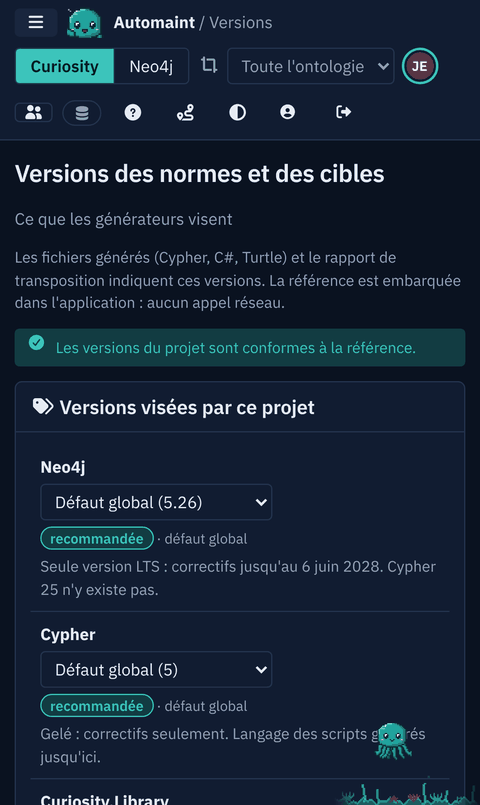 Automaint / Versions
Curiosity Neo4j Toute l'ontologie JE
Versions des normes et des cibles
Ce que les générateurs visent
Les fichiers générés (Cypher, C#, Turtle) et le rapport de
transposition indiquent ces versions. La référence est embarquée
dans l'application : aucun appel réseau.
Les versions du projet sont conformes à la référence.
Versions visées par ce projet
Neo4j
Défaut global (5.26)
recommandée · défaut global
Seule version LTS : correctifs jusqu'au 6 juin 2028. Cypher
25 n'y existe pas.
Cypher
Défaut global (5)
recommandée · défaut global
Gelé : correctifs seulement. Langage des scripts
jusqu'ici.
Curiosity Library